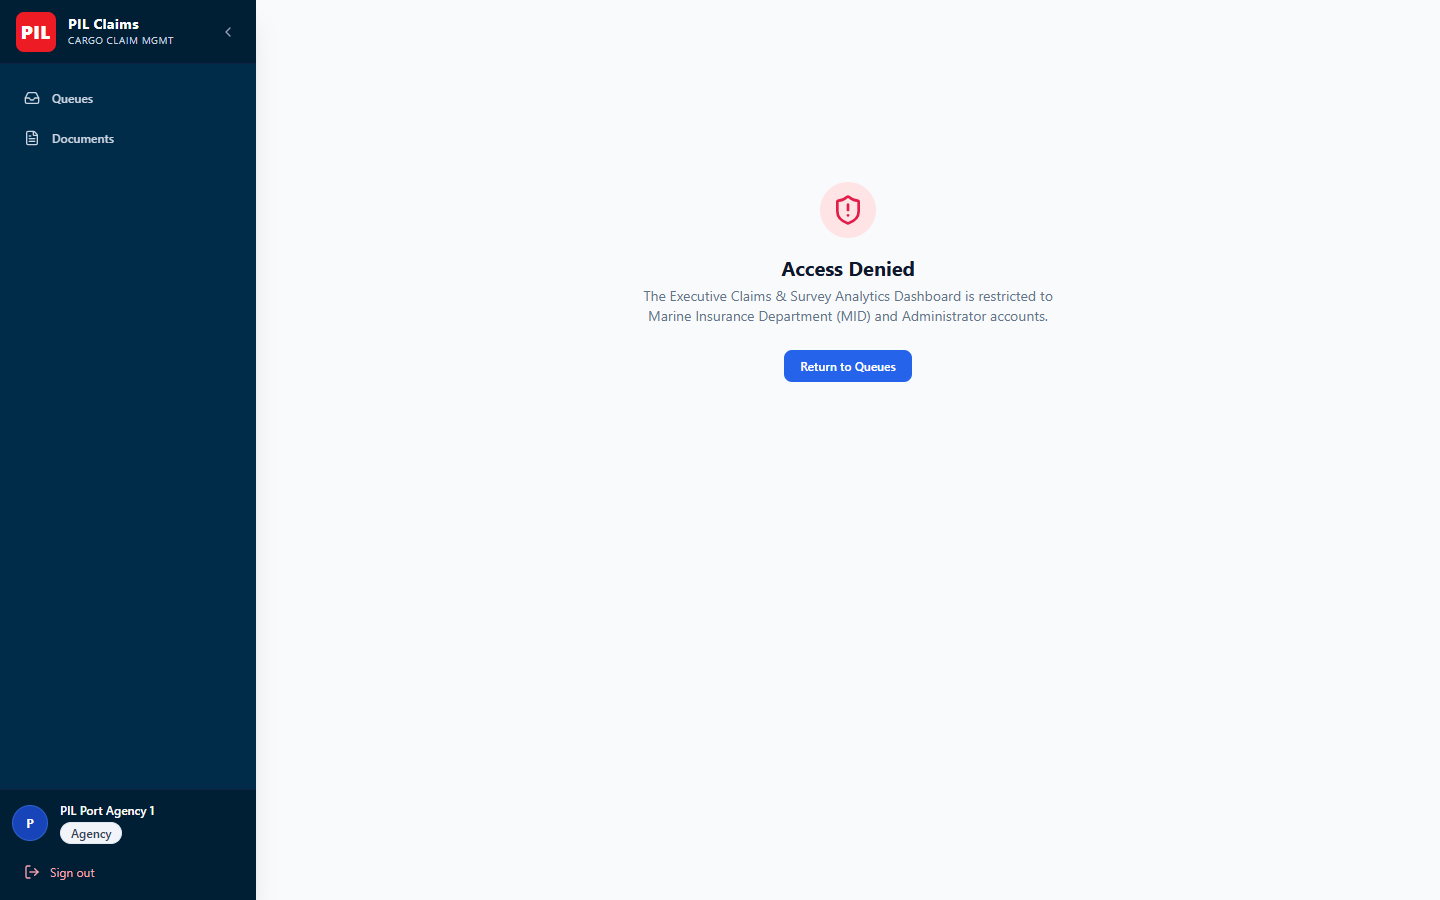 PIL
PIL Claims
CARGO CLAIM MGMT
Queues
Documents
Access Denied
The Executive Claims & Survey Analytics Dashboard is restricted to
Marine Insurance Department (MID) and Administrator accounts.
Return to Queues
P
PIL Port Agency 1
Agency
Sign out